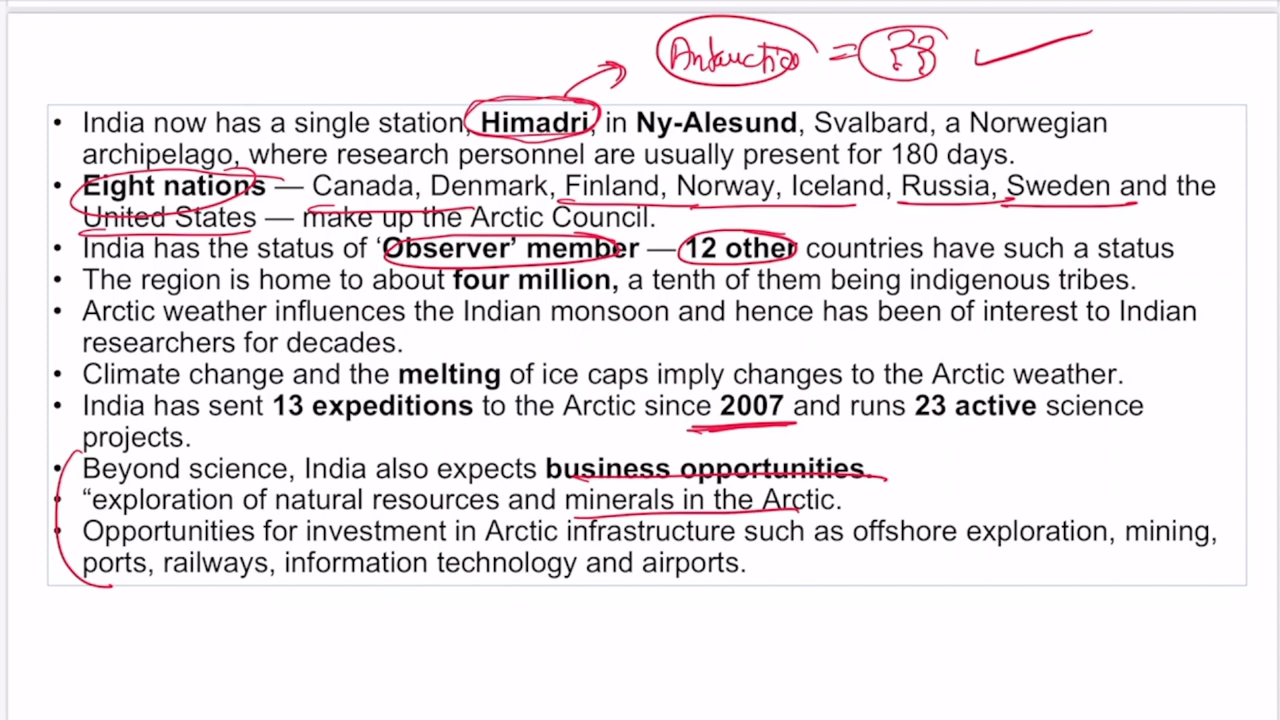 Antarctica = ??
• India now has a single station, Himadri, in Ny-Alesund, Svalbard, a Norwegian
archipelago, where research personnel are usually present for 180 days.
• Eight nations — Canada, Denmark, Finland, Norway, Iceland, Russia, Sweden and the
United States — make up the Arctic Council.
• India has the status of ‘Observer’ member — 12 other countries have such a status
• The region is home to about four million, a tenth of them being indigenous tribes.
• Arctic weather influences the Indian monsoon and hence has been of interest to Indian
researchers for decades.
• Climate change and the melting of ice caps imply changes to the Arctic weather.
• India has sent 13 expeditions to the Arctic since 2007 and runs 23 active science
projects.
• Beyond science, India also expects business opportunities.
• “exploration of natural resources and minerals in the Arctic.
• Opportunities for investment in Arctic infrastructure such as offshore exploration, mining,
ports, railways, information technology and airports.